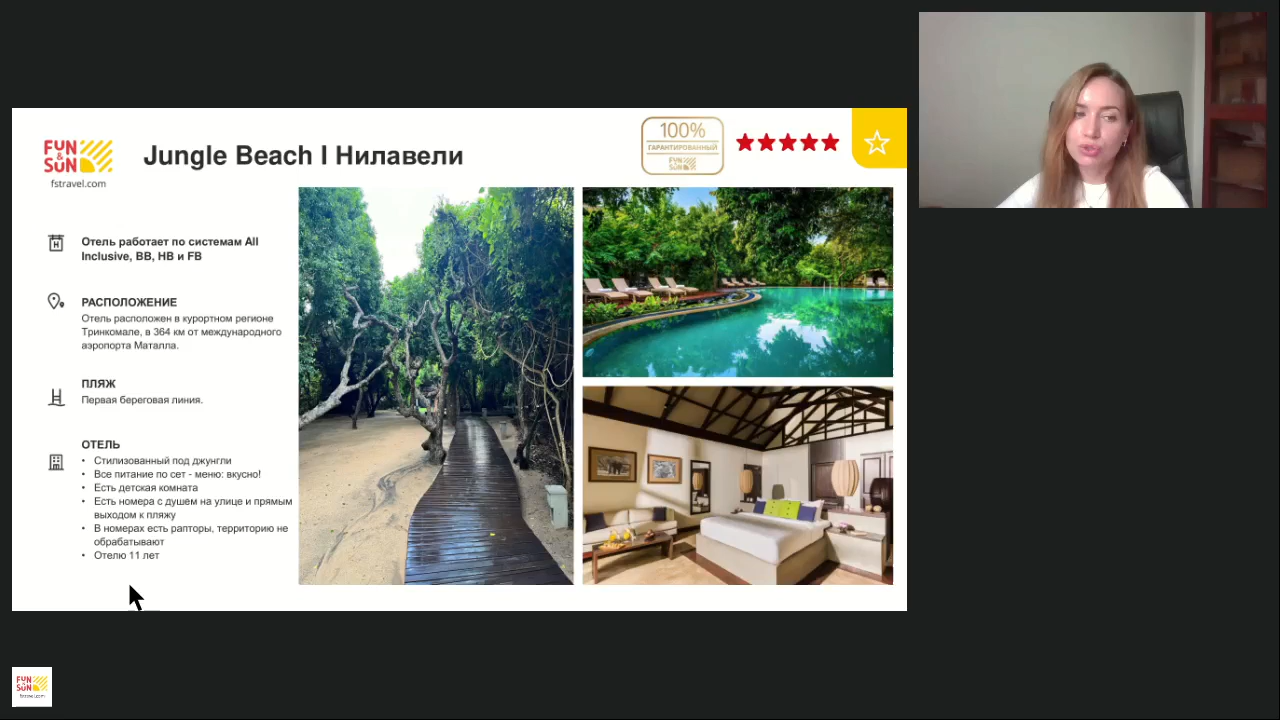 FUN
&
SUN
fstravel.com
Jungle Beach I Нилавели
100%
ГАРАНТИРОВАННЫЙ
FUN
&
SUN
H
Отель работает по системам All
Inclusive, BB, HB и FB
РАСПОЛОЖЕНИЕ
Отель расположен в курортном регионе
Тринкомале, в 364 км от международного
аэропорта Маталла.
ПЛЯЖ
Первая береговая линия.
ОТЕЛЬ
• Стилизованный под джунгли
• Все питание по сет - меню: вкусно!
• Есть детская комната
• Есть номера с душем на улице и прямым
выходом к пляжу
• В номерах есть рапторы, территорию не
обрабатывают
• Отелю 11 лет
FUN
&
SUN
fstravel.com